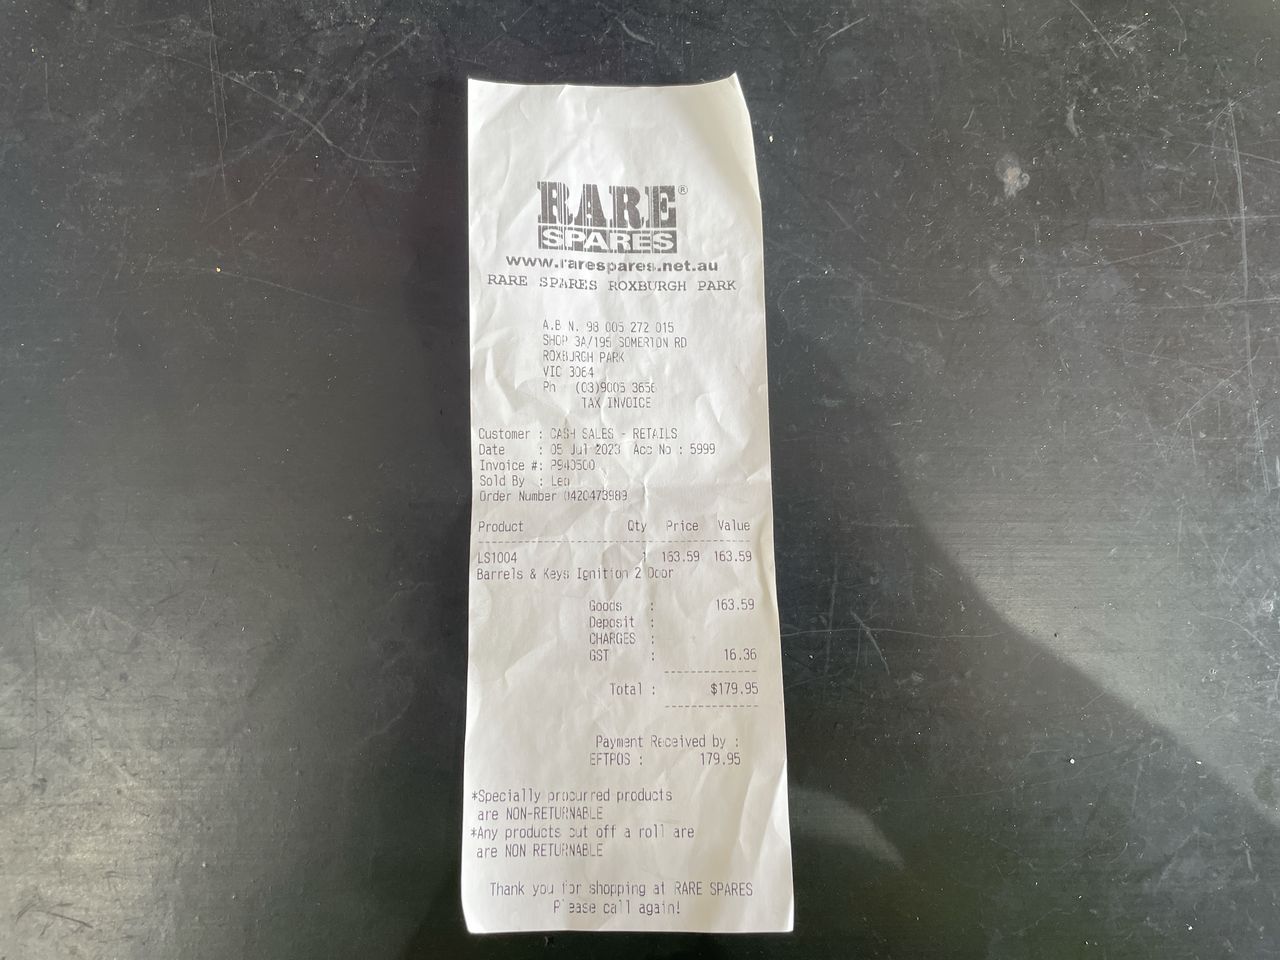 RARE®
SPARES
www.rarespares.net.au
RARE SPARES ROXBURGH PARK
A.B.N. 98 005 272 015
SHOP 3A/195 SOMERTON RD
ROXBURGH PARK
VIC 3064
Ph (03)9005 3656
TAX INVOICE
Customer : CASH SALES - RETAILS
Date : 05 Jul 2023 Acc No : 5999
Invoice #: P940500
Sold By : Leo
Order Number 0420473989
Product Qty Price Value
LS1004 1 163.59 163.59
Barrels & Keys Ignition 2 Door
Goods : 163.59
Deposit :
CHARGES :
GST : 16.36
Total : $179.95
Payment Received by :
EFTPOS : 179.95
*Specially procurred products
are NON-RETURNABLE
*Any products cut off a roll are
are NON RETURNABLE
Thank you for shopping at RARE SPARES
Please call again!